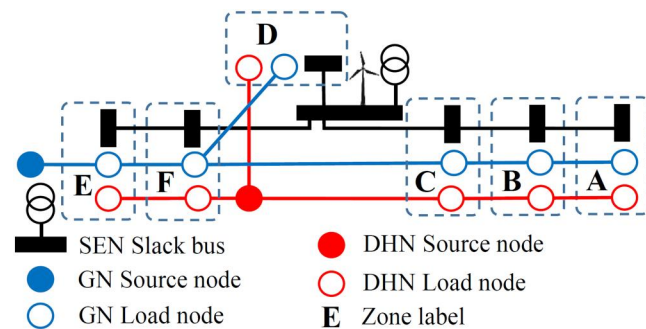 D
E
F
C
B
A
SEN Slack bus
DHN Source node
GN Source node
DHN Load node
GN Load node
E Zone label